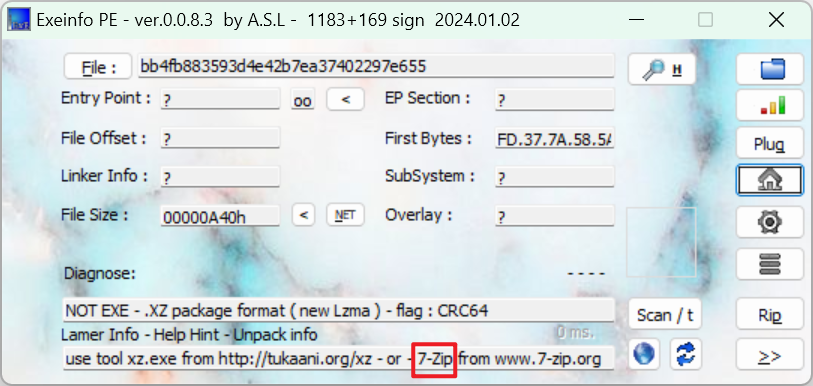 Exeinfo PE - ver.0.0.8.3 by A.S.L - 1183+169 sign 2024.01.02
File : bb4fb883593d4e42b7ea37402297e655 H
Entry Point : ? oo < EP Section : ?
File Offset : ? First Bytes : FD.37.7A.58.5A Plug
Linker Info : ? SubSystem : ?
File Size : 00000A40h < NET Overlay : ?
Diagnose: - - - -
NOT EXE - .XZ package format ( new Lzma ) - flag : CRC64 Scan / t Rip
Lamer Info - Help Hint - Unpack info 0 ms.
use tool xz.exe from http://tukaani.org/xz - or - 7-Zip from www.7-zip.org >>